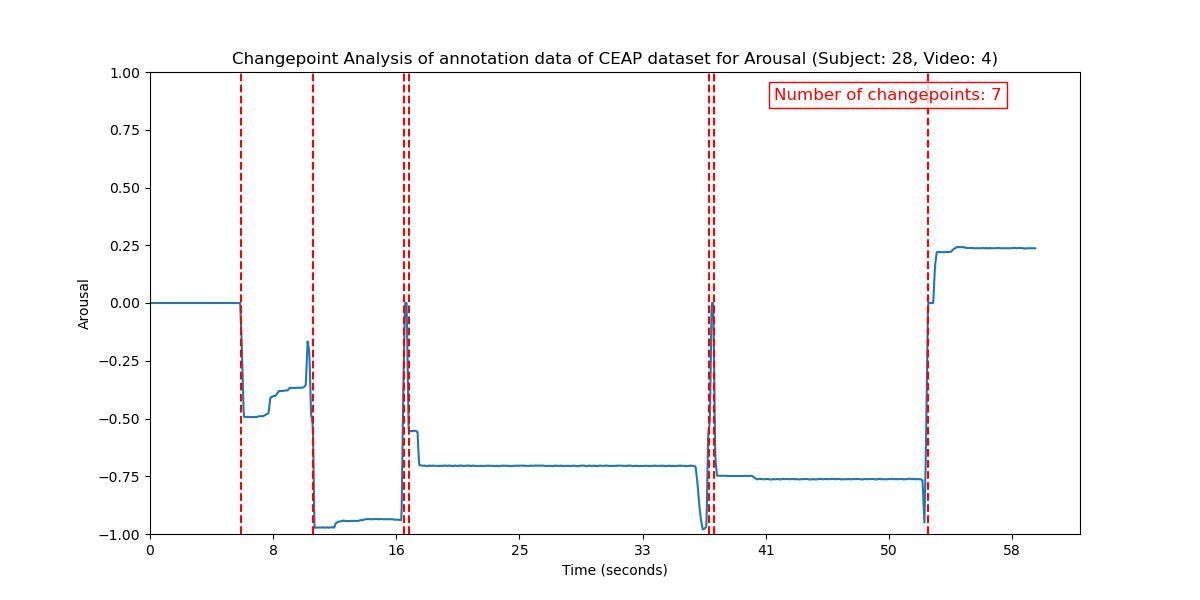 Changepoint Analysis of annotation data of CEAP dataset for Arousal (Subject: 28, Video: 4)
Number of changepoints: 7
1.00
0.75
0.50
0.25
0.00
−0.25
−0.50
−0.75
−1.00
Arousal
0 8 16 25 33 41 50 58
Time (seconds)